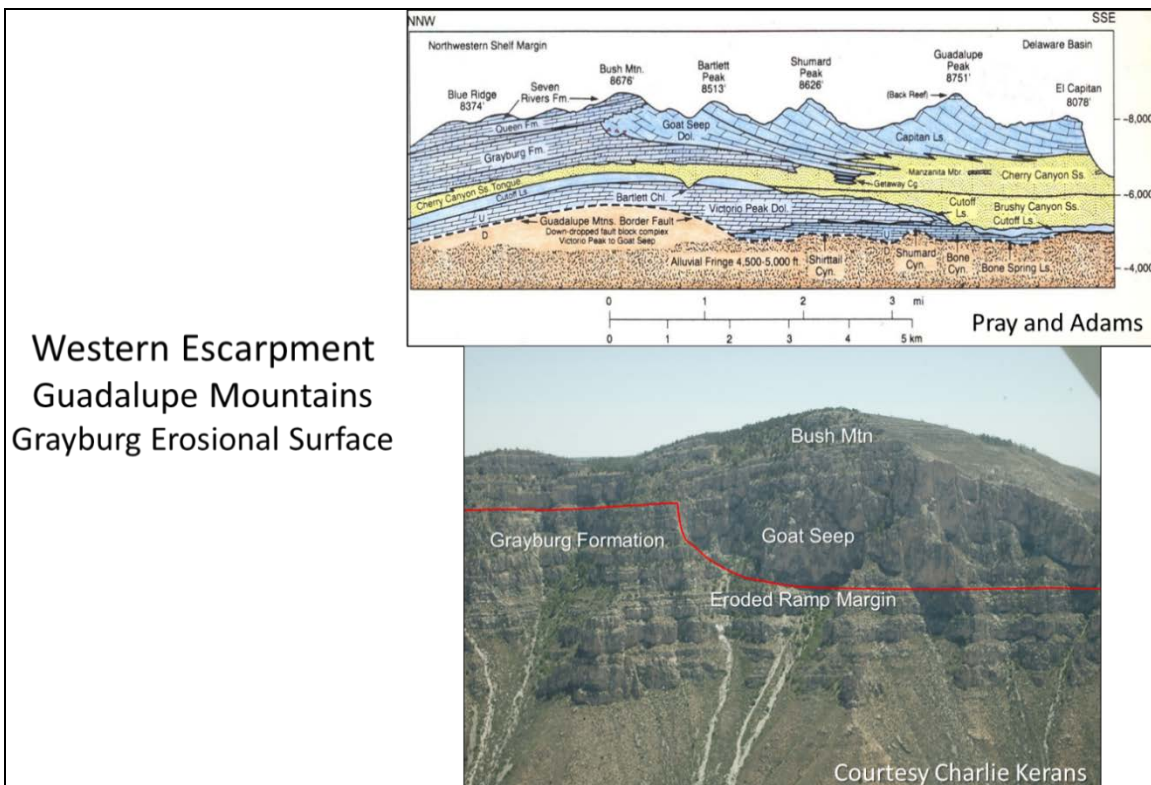 Western Escarpment
Guadalupe Mountains
Grayburg Erosional Surface
NNW
SSE
Northwestern Shelf Margin
Delaware Basin
Blue Ridge
8374'
Seven
Rivers Fm.
Bush Mtn.
8676'
Bartlett
Peak
8513'
Shumard
Peak
8626'
Guadalupe
Peak
8751'
(Back Reef)
El Capitan
8078'
Queen Fm.
Goat Seep
Dol.
Capitan Ls.
8,000
Grayburg Fm.
Manzanita Mbr.
Cherry Canyon Ss.
Getaway Cg.
Cherry Canyon Ss. Tongue
Cutoff Ls.
Bartlett Chl.
Victorio Peak Dol.
Cutoff
Ls.
Brushy Canyon Ss.
Cutoff Ls.
6,000
U
D
Guadalupe Mtns. Border Fault
Down-dropped fault block complex
Victorio Peak to Goat Seep
Alluvial Fringe 4,500-5,000 ft.
Shirttail
Cyn.
Shumard
Cyn.
Bone
Cyn.
Bone Spring Ls.
4,000
0 1 2 3 mi
0 1 2 3 4 5 km
Pray and Adams
Bush Mtn
Grayburg Formation
Goat Seep
Eroded Ramp Margin
Courtesy Charlie Kerans